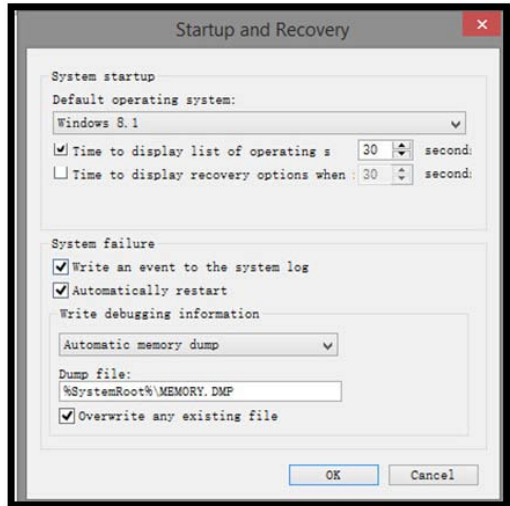 Startup and Recovery
System startup
Default operating system:
Windows 8.1
Time to display list of operating s 30 second
Time to display recovery options when 30 second
System failure
Write an event to the system log
Automatically restart
Write debugging information
Automatic memory dump
Dump file:
%SystemRoot%\MEMORY.DMP
Overwrite any existing file
OK Cancel